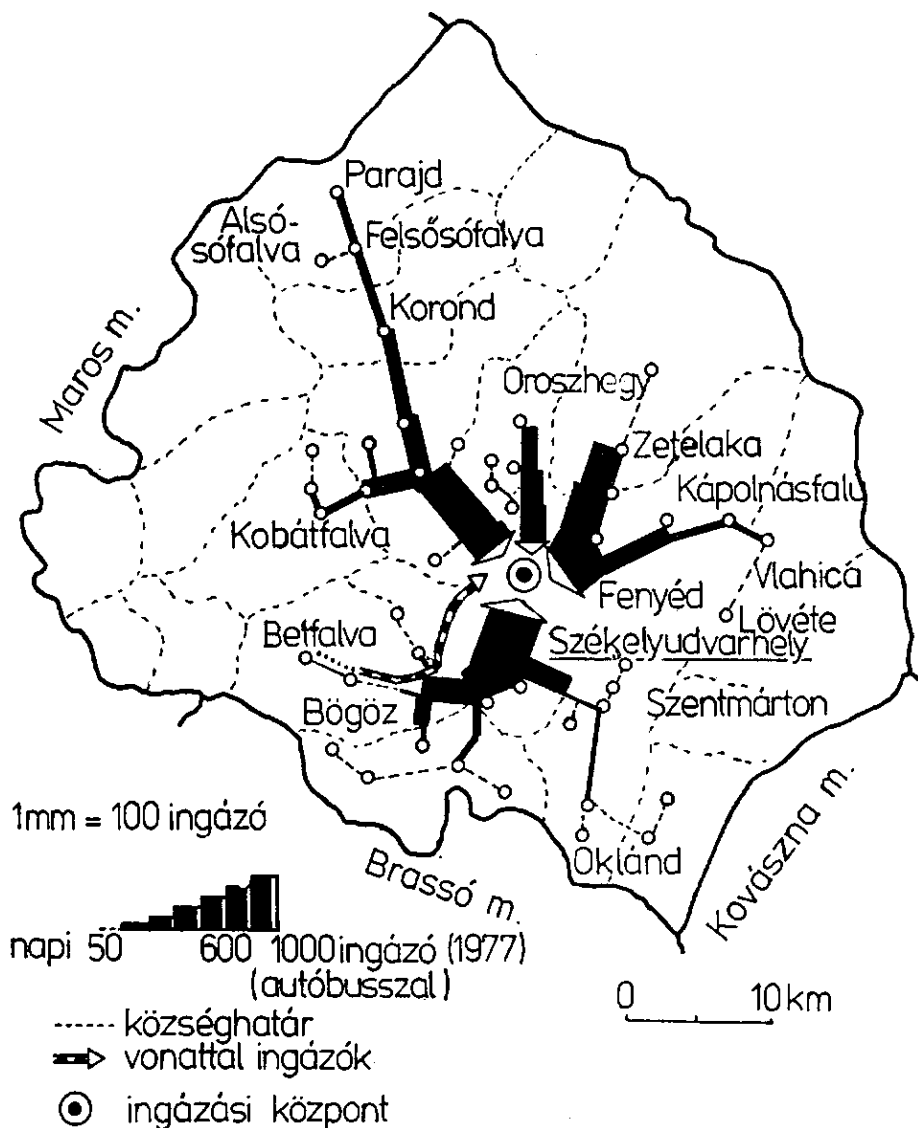 Parajd
Alsó-
sófalva
Felsősófalva
Korond
Maros m.
Oroszhegy
Zetelaka
Kápolnásfalu
Kobátfalva
Vlahica
Fenyéd
Lövéte
Betfalva
Székelyudvarhely
Szentmárton
Bögöz
1mm = 100 ingázó
Oklánd
Brassó m.
Kovászna m.
napi 50 600 1000 ingázó (1977)
(autóbusszal)
0 10 km
községhatár
vonattal ingázók
ingázási központ